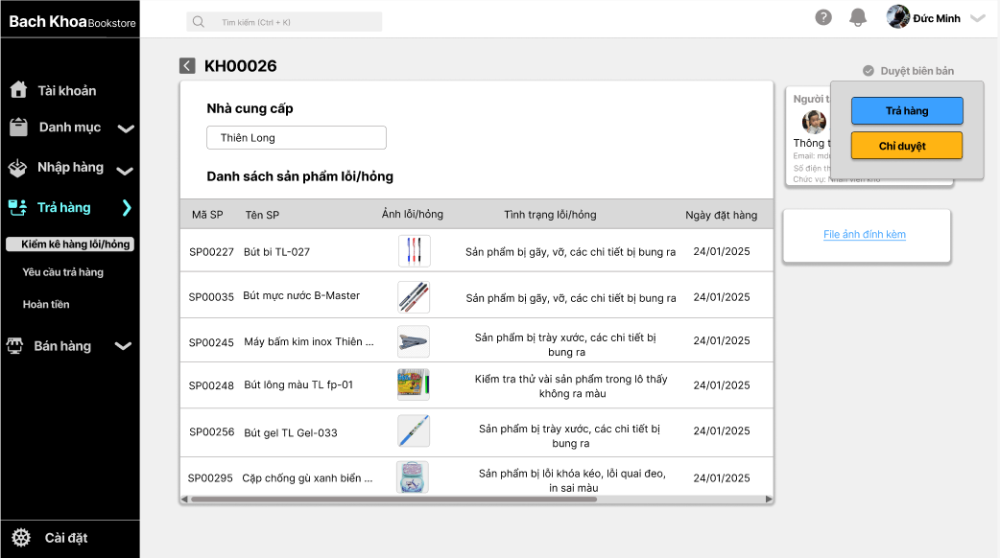 Bach Khoa Bookstore
Tìm kiếm (Ctrl + K)
?
Đức Minh
Tài khoản
Danh mục
Nhập hàng
Trả hàng
Kiểm kê hàng lỗi/hỏng
Yêu cầu trả hàng
Hoàn tiền
Bán hàng
Cài đặt
KH00026
Nhà cung cấp
Thiên Long
Danh sách sản phẩm lỗi/hỏng
Mã SP Tên SP Ảnh lỗi/hỏng Tình trạng lỗi/hỏng Ngày đặt hàng
SP00227 Bút bi TL-027 Sản phẩm bị gãy, vỡ, các chi tiết bị bung ra 24/01/2025
SP00035 Bút mực nước B-Master Sản phẩm bị gãy, vỡ, các chi tiết bị bung ra 24/01/2025
SP00245 Máy bấm kim inox Thiên ... Sản phẩm bị trày xước, các chi tiết bị
bung ra 24/01/2025
SP00248 Bút lông màu TL fp-01 Kiểm tra thử vài sản phẩm trong lô thấy
không ra màu 24/01/2025
SP00256 Bút gel TL Gel-033 Sản phẩm bị trày xước, các chi tiết bị
bung ra 24/01/2025
SP00295 Cặp chống gù xanh biển ... Sản phẩm bị lỗi khóa kéo, lỗi quai đeo,
in sai màu 24/01/2025
Duyệt biên bản
Trả hàng
Chỉ duyệt
Người
Thông
Email:
Số điện
Chức vụ: Nhân viên kho
File ảnh đính kèm